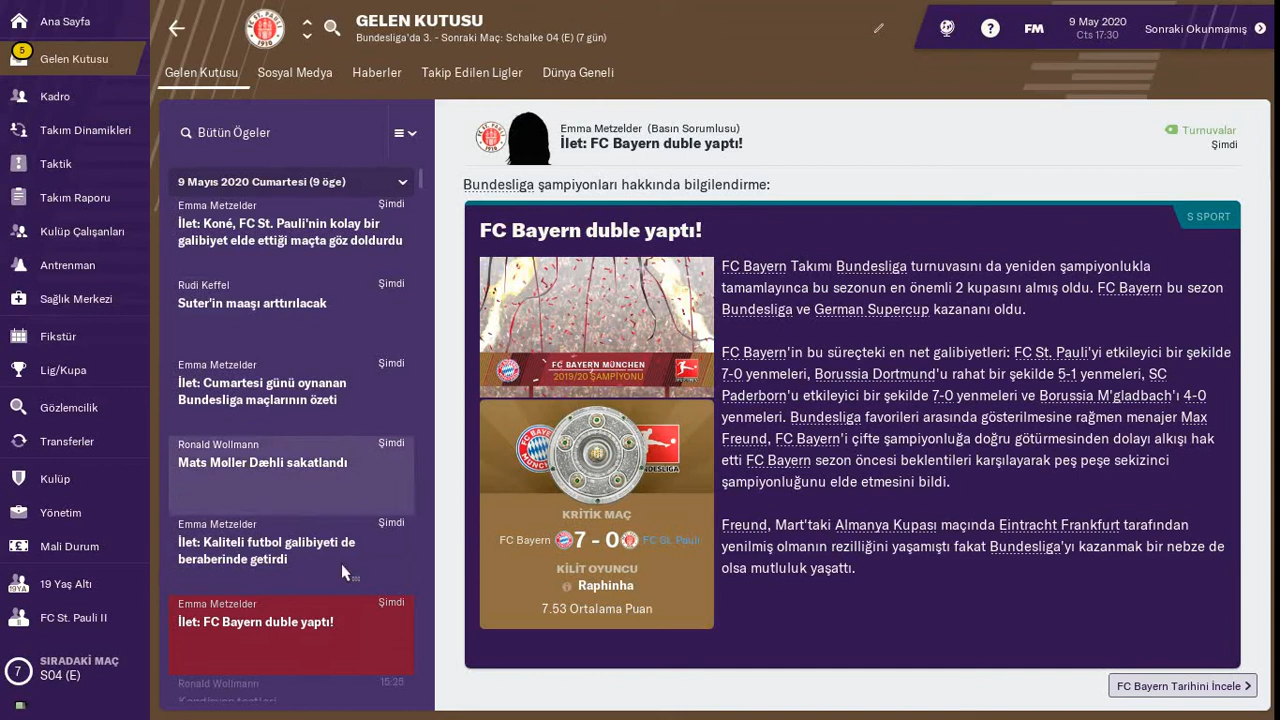 Ana Sayfa
5
Gelen Kutusu
Kadro
Takım Dinamikleri
Taktik
Takım Raporu
Kulüp Çalışanları
Antrenman
Sağlık Merkezi
Fikstür
Lig/Kupa
Gözlemcilik
Transferler
Kulüp
Yönetim
Mali Durum
19YA
19 Yaş Altı
FC St. Pauli II
7
SIRADAKİ MAÇ
S04 (E)
GELEN KUTUSU
Bundesliga'da 3. - Sonraki Maç: Schalke 04 (E) (7 gün)
?
FM
9 May 2020
Cts 17:30
Sonraki Okunmamış
Gelen Kutusu
Sosyal Medya
Haberler
Takip Edilen Ligler
Dünya Geneli
Bütün Ögeler
9 Mayıs 2020 Cumartesi (9 öge)
Emma Metzelder
Şimdi
İlet: Koné, FC St. Pauli'nin kolay bir
galibiyet elde ettiği maçta göz doldurdu
Rudi Keffel
Şimdi
Suter'in maaşı arttırılacak
Emma Metzelder
Şimdi
İlet: Cumartesi günü oynanan
Bundesliga maçlarının özeti
Ronald Wollmann
Şimdi
Mats Møller Dæhli sakatlandı
Emma Metzelder
Şimdi
İlet: Kaliteli futbol galibiyeti de
beraberinde getirdi
Emma Metzelder
Şimdi
İlet: FC Bayern duble yaptı!
Ronald Wollmann
15:25
Kondisyon testleri
Emma Metzelder (Basın Sorumlusu)
İlet: FC Bayern duble yaptı!
Turnuvalar
Şimdi
Bundesliga şampiyonları hakkında bilgilendirme:
S SPORT
FC Bayern duble yaptı!
FC BAYERN MÜNCHEN
2019/20 ŞAMPİYONU
KRİTİK MAÇ
FC Bayern 7 - 0 FC St. Pauli
KİLİT OYUNCU
Raphinha
7.53 Ortalama Puan
FC Bayern Takımı Bundesliga turnuvasını da yeniden şampiyonlukla
tamamlayınca bu sezonun en önemli 2 kupasını almış oldu. FC Bayern bu sezon
Bundesliga ve German Supercup kazananı oldu.
FC Bayern'in bu süreçteki en net galibiyetleri: FC St. Pauli'yi etkileyici bir şekilde
7-0 yenmeleri, Borussia Dortmund'u rahat bir şekilde 5-1 yenmeleri, SC
Paderborn'u etkileyici bir şekilde 7-0 yenmeleri ve Borussia M'gladbach'ı 4-0
yenmeleri. Bundesliga favorileri arasında gösterilmesine rağmen menajer Max
Freund, FC Bayern'i çifte şampiyonluğa doğru götürmesinden dolayı alkışı hak
etti FC Bayern sezon öncesi beklentileri karşılayarak peş peşe sekizinci
şampiyonluğunu elde etmesini bildi.
Freund, Mart'taki Almanya Kupası maçında Eintracht Frankfurt tarafından
yenilmiş olmanın rezilliğini yaşamıştı fakat Bundesliga'yı kazanmak bir nebze de
olsa mutluluk yaşattı.
FC Bayern Tarihini İncele